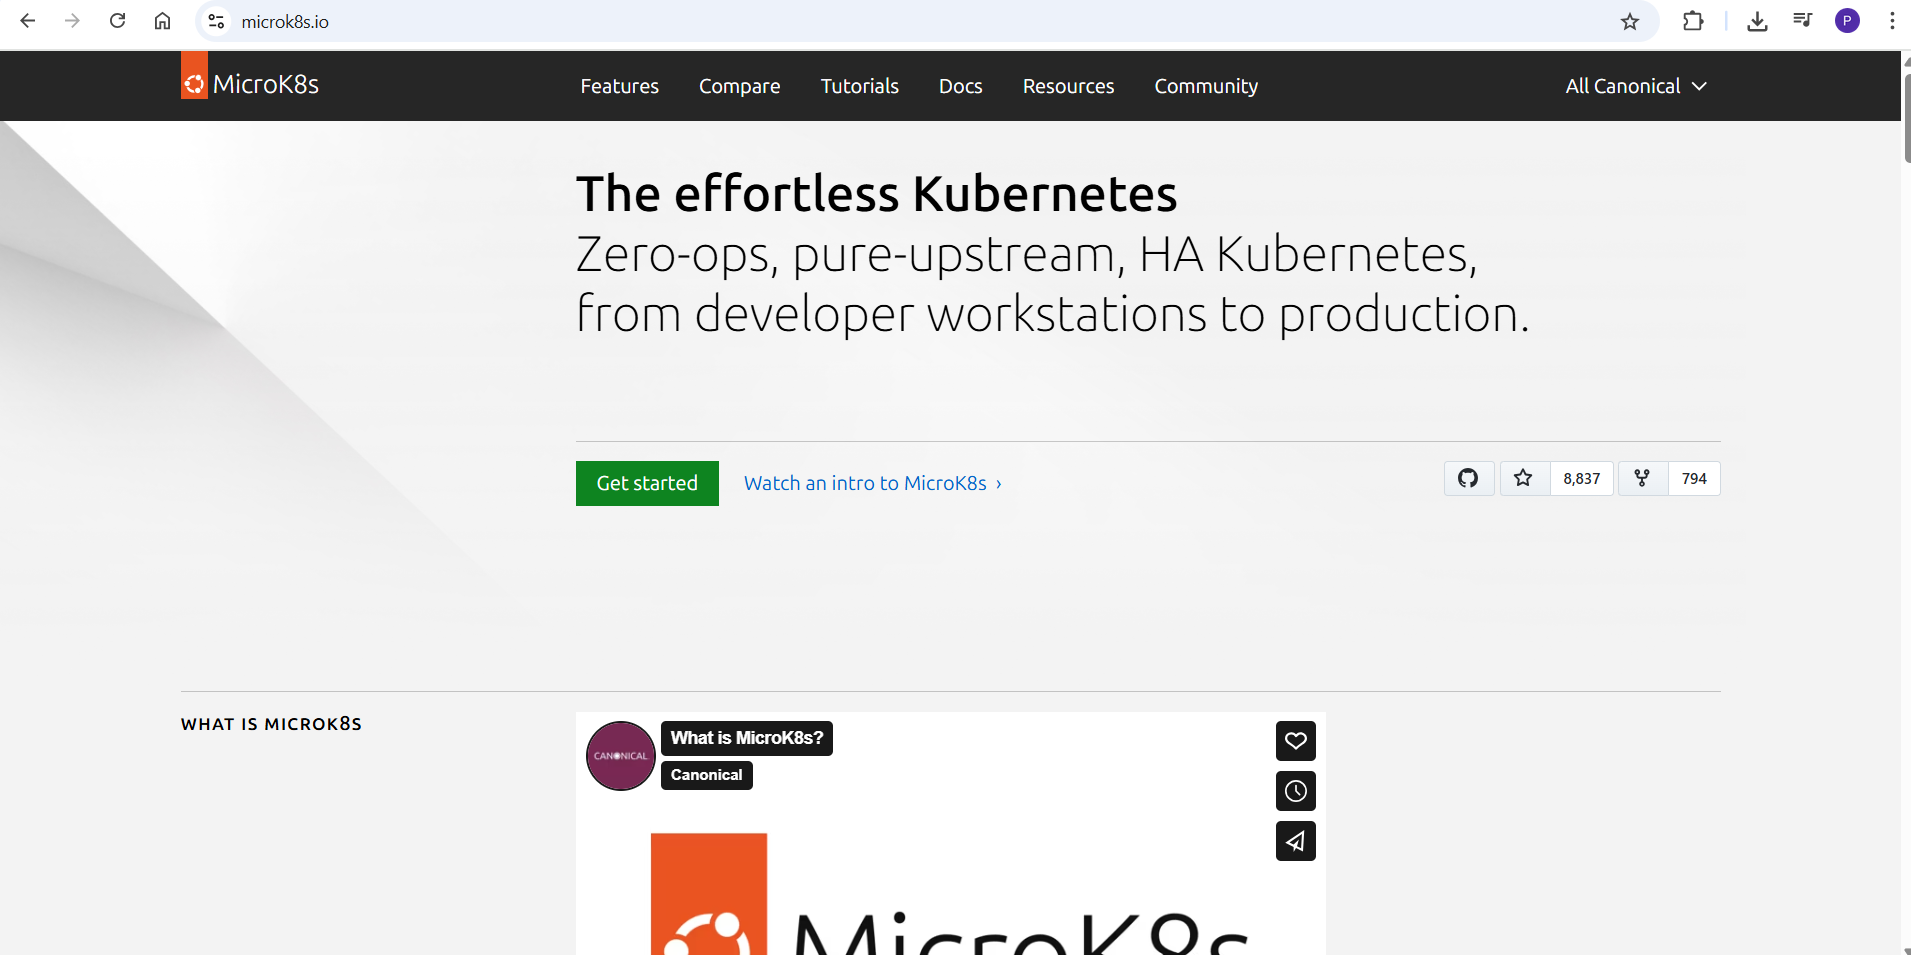 microk8s.io
P
MicroK8s
Features
Compare
Tutorials
Docs
Resources
Community
All Canonical
The effortless Kubernetes
Zero-ops, pure-upstream, HA Kubernetes,
from developer workstations to production.
Get started
Watch an intro to MicroK8s ›
8,837
794
WHAT IS MICROK8S
CANONICAL
What is MicroK8s?
Canonical
MicroK8s